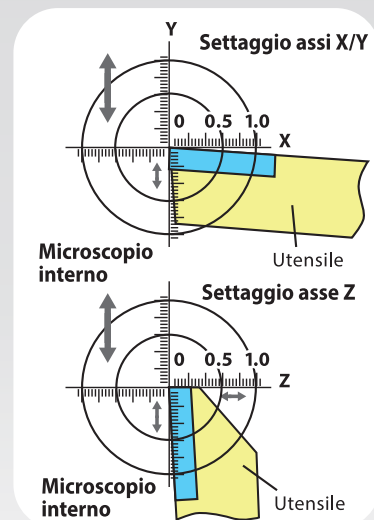 Y
Settaggio assi X/Y
0 0.5 1.0
X
Microscopio
interno
Utensile
Settaggio asse Z
0 0.5 1.0
Z
Microscopio
interno
Utensile